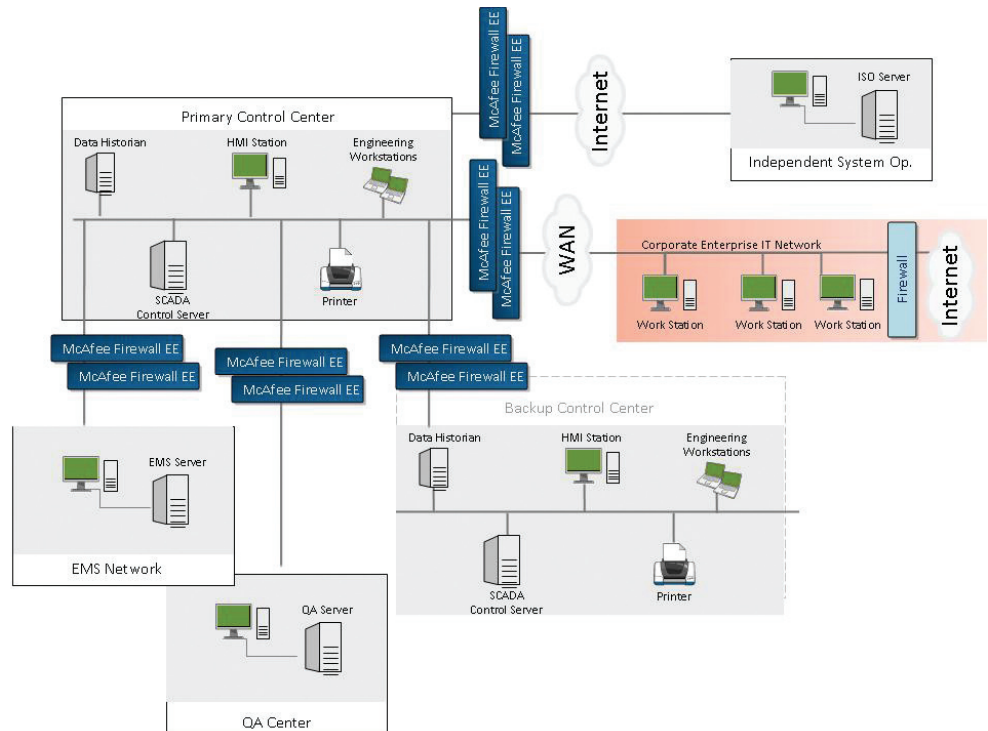 McAfee Firewall EE
McAfee Firewall EE
Internet
ISO Server
Independent System Op.
Primary Control Center
Data Historian
HMI Station
Engineering
Workstations
SCADA
Control Server
Printer
McAfee Firewall EE
McAfee Firewall EE
WAN
Corporate Enterprise IT Network
Work Station
Work Station
Work Station
Firewall
Internet
McAfee Firewall EE
McAfee Firewall EE
McAfee Firewall EE
McAfee Firewall EE
McAfee Firewall EE
McAfee Firewall EE
Backup Control Center
Data Historian
HMI Station
Engineering
Workstations
SCADA
Control Server
Printer
EMS Server
EMS Network
QA Server
QA Center